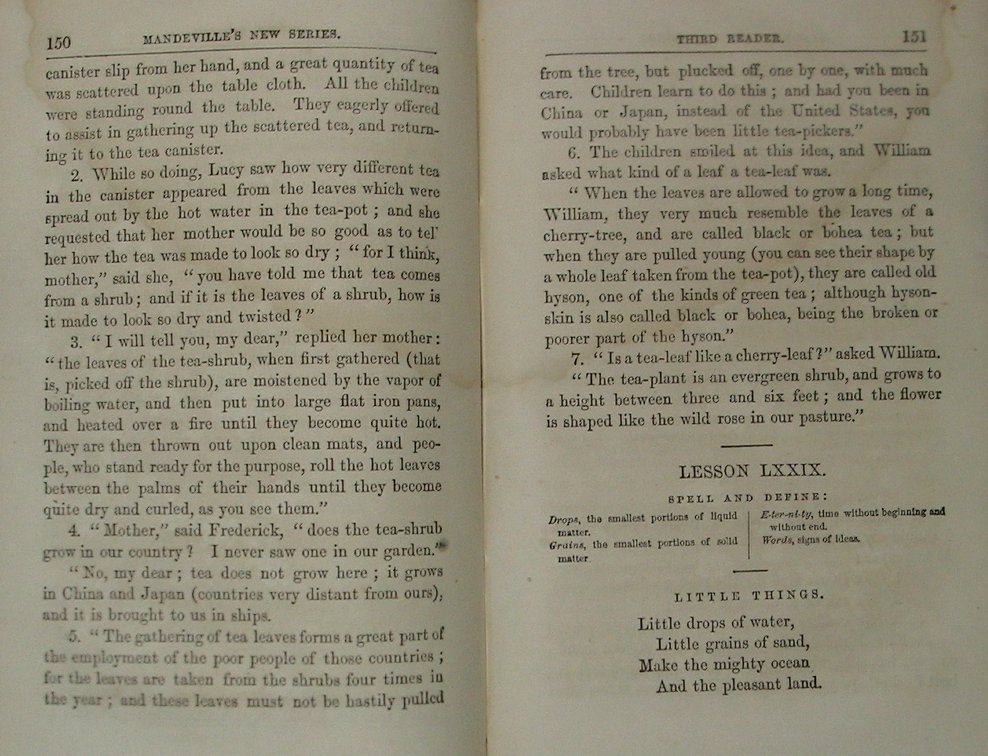 150 MANDEVILLE'S NEW SERIES.
canister slip from her hand, and a great quantity of tea
was scattered upon the table cloth. All the children
were standing round the table. They eagerly offered
to assist in gathering up the scattered tea, and return-
ing it to the tea canister.
2. While so doing, Lucy saw how very different tea
in the canister appeared from the leaves which were
spread out by the hot water in the tea-pot ; and she
requested that her mother would be so good as to tel'
her how the tea was made to look so dry ; “ for I think,
mother,” said she, “ you have told me that tea comes
from a shrub ; and if it is the leaves of a shrub, how is
it made to look so dry and twisted ? ”
3. “ I will tell you, my dear,” replied her mother :
“ the leaves of the tea-shrub, when first gathered (that
is, picked off the shrub), are moistened by the vapor of
boiling water, and then put into large flat iron pans,
and heated over a fire until they become quite hot.
They are then thrown out upon clean mats, and peo-
ple, who stand ready for the purpose, roll the hot leaves
between the palms of their hands until they become
quite dry and curled, as you see them.”
4. “ Mother,” said Frederick, “ does the tea-shrub
grow in our country ? I never saw one in our garden.”
“ No, my dear ; tea does not grow here ; it grows
in China and Japan (countries very distant from ours),
and it is brought to us in ships.
5. “ The gathering of tea leaves forms a great part of
the employment of the poor people of those countries ;
for the leaves are taken from the shrubs four times in
the year ; and these leaves must not be hastily pulled
THIRD READER. 151
from the tree, but plucked off, one by one, with much
care. Children learn to do this ; and had you been in
China or Japan, instead of the United States, you
would probably have been little tea-pickers.”
6. The children smiled at this idea, and William
asked what kind of a leaf a tea-leaf was.
“ When the leaves are allowed to grow a long time,
William, they very much resemble the leaves of a
cherry-tree, and are called black or bohea tea ; but
when they are pulled young (you can see their shape by
a whole leaf taken from the tea-pot), they are called old
hyson, one of the kinds of green tea ; although hyson-
skin is also called black or bohea, being the broken or
poorer part of the hyson.”
7. “ Is a tea-leaf like a cherry-leaf ? ” asked William.
“ The tea-plant is an evergreen shrub, and grows to
a height between three and six feet ; and the flower
is shaped like the wild rose in our pasture.”
LESSON LXXIX.
SPELL AND DEFINE :
Drops, the smallest portions of liquid
matter.
Grains, the smallest portions of solid
matter.
E-ter-ni-ty, time without beginning and
without end.
Words, signs of ideas.
LITTLE THINGS.
Little drops of water,
Little grains of sand,
Make the mighty ocean
And the pleasant land.